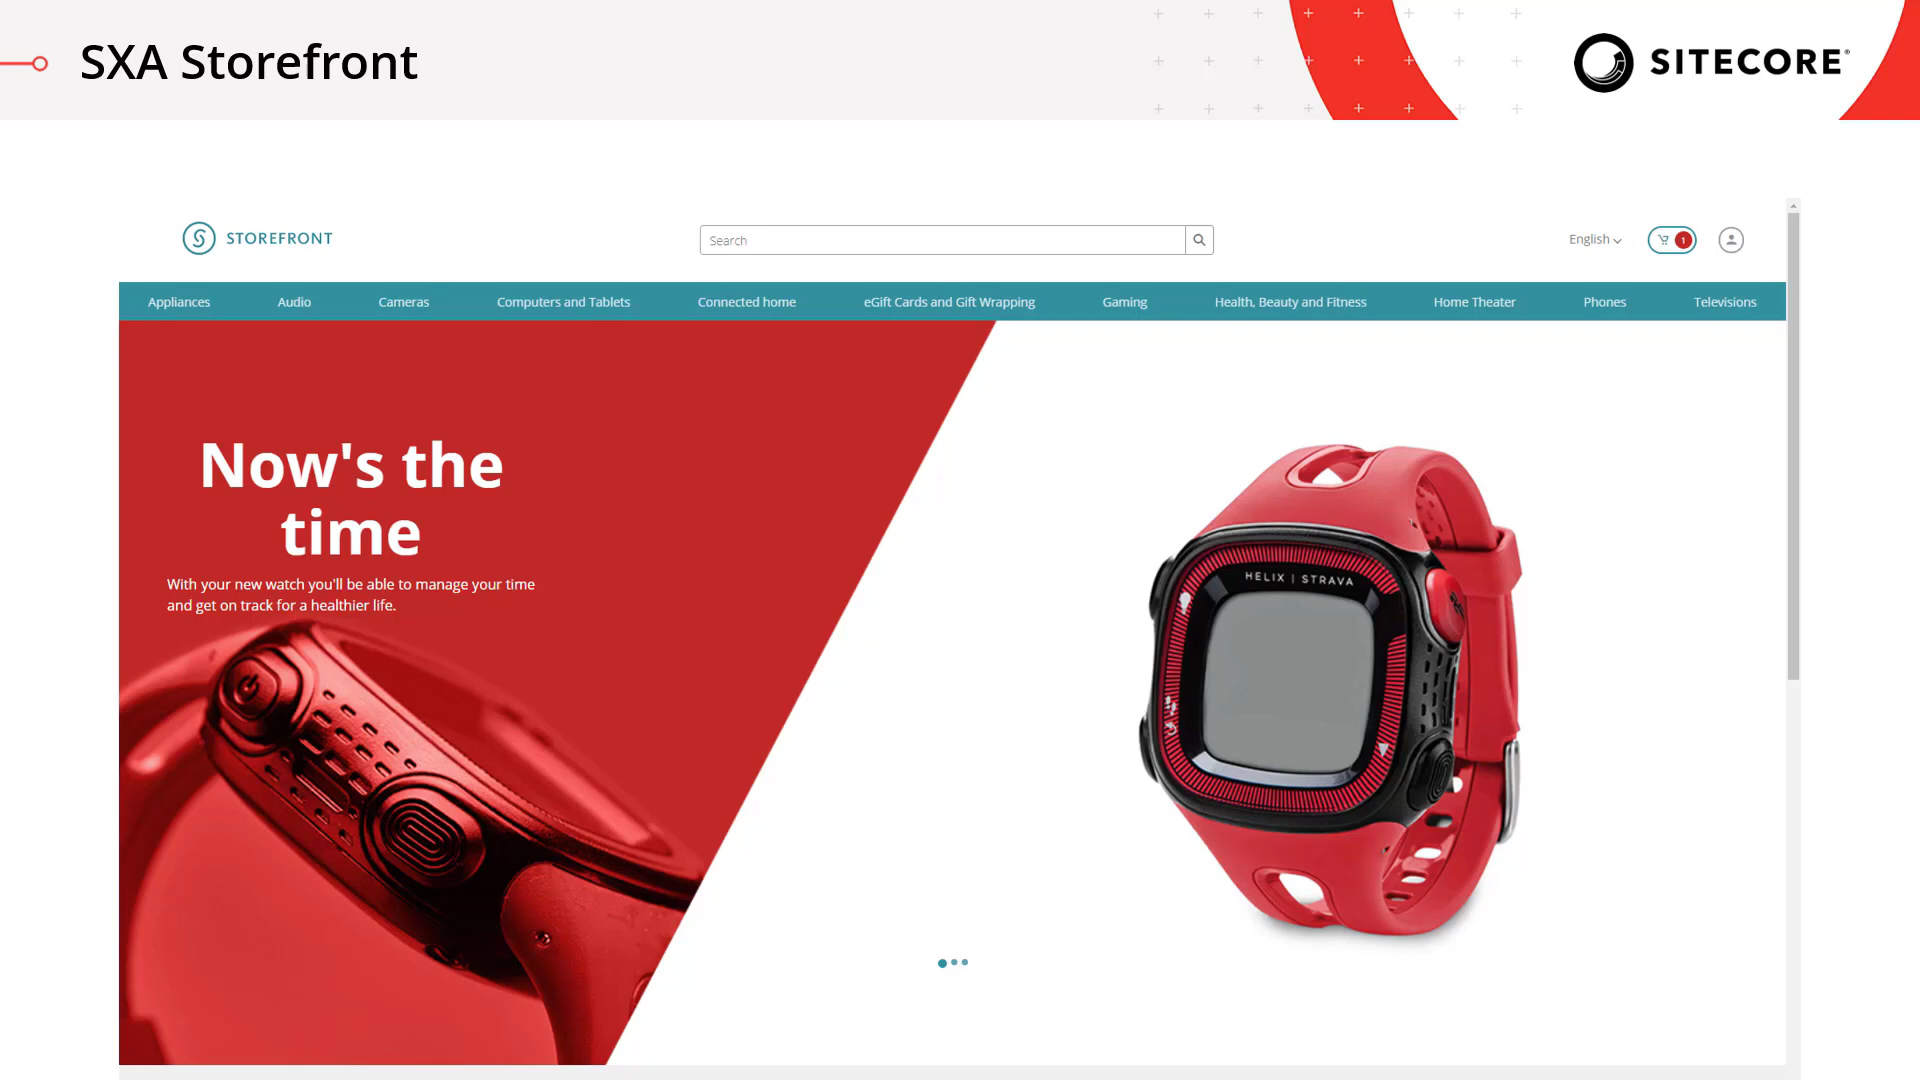 SXA Storefront
SITECORE®
STOREFRONT
Search
English
1
Appliances
Audio
Cameras
Computers and Tablets
Connected home
eGift Cards and Gift Wrapping
Gaming
Health, Beauty and Fitness
Home Theater
Phones
Televisions
Now's the
time
With your new watch you'll be able to manage your time
and get on track for a healthier life.
HELIX | STRAVA